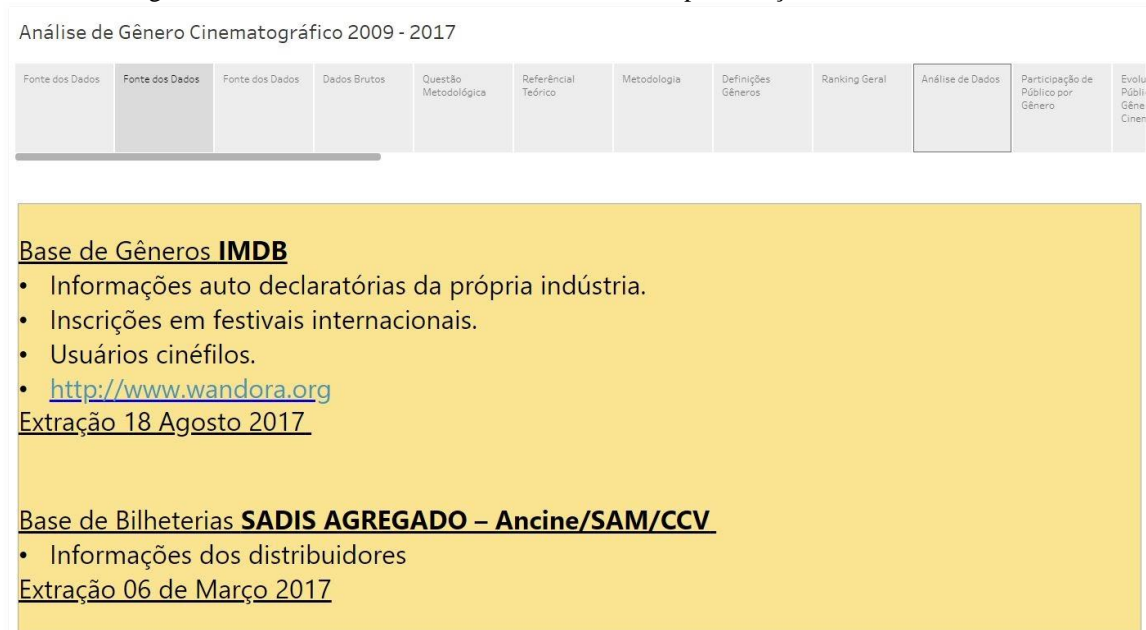 Análise de Gênero Cinematográfico 2009 - 2017
Fonte dos Dados
Fonte dos Dados
Fonte dos Dados
Dados Brutos
Questão
Metodológica
Referêncial
Teórico
Metodologia
Definições
Gêneros
Ranking Geral
Análise de Dados
Participação de
Público por
Gênero
Base de Gêneros IMDB
• Informações auto declaratórias da própria indústria.
• Inscrições em festivais internacionais.
• Usuários cinéfilos.
• http://www.wandora.org
Extração 18 Agosto 2017
Base de Bilheterias SADIS AGREGADO – Ancine/SAM/CCV
• Informações dos distribuidores
Extração 06 de Março 2017